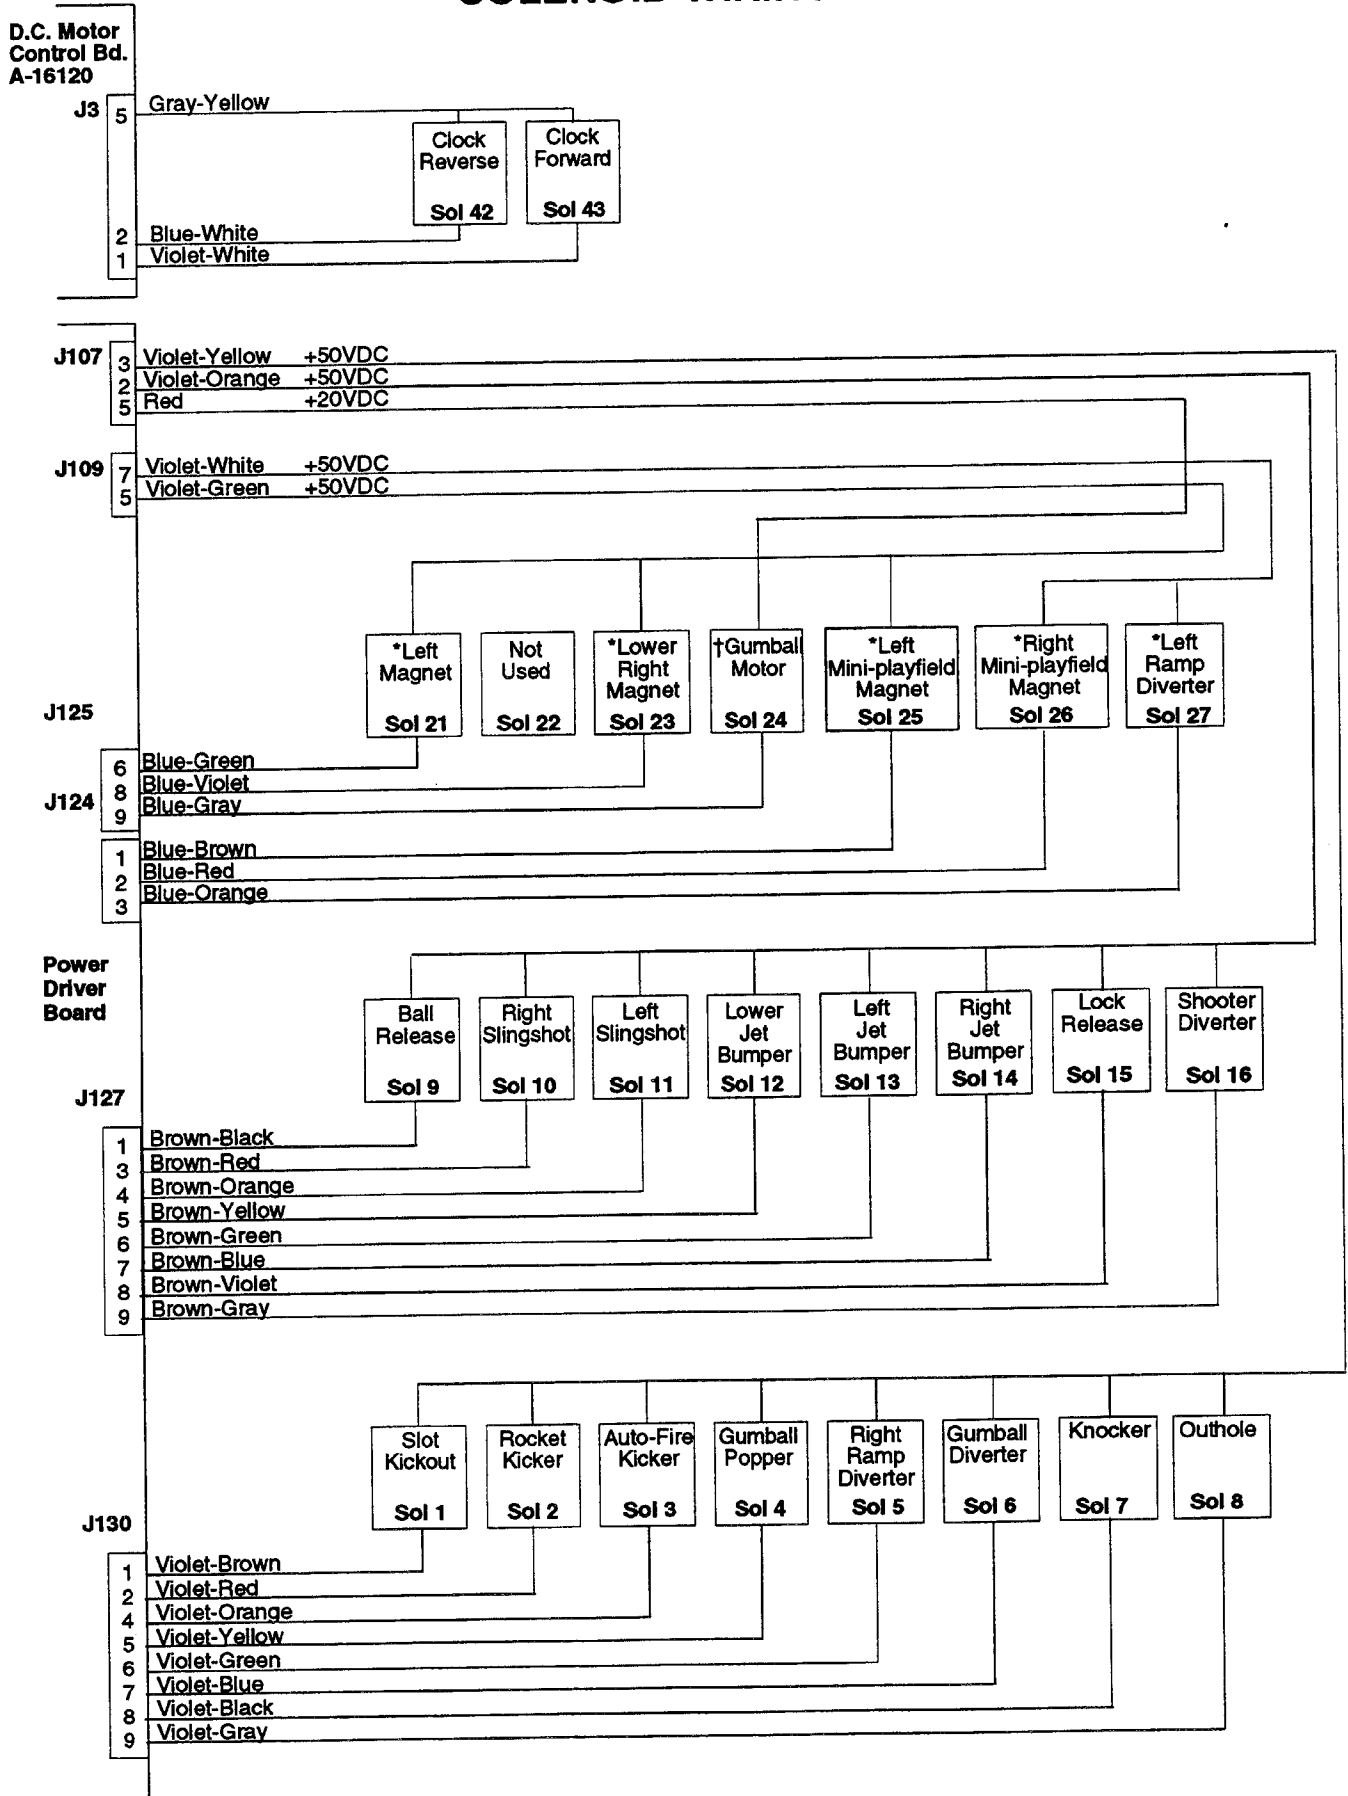 D.C. Motor
Control Bd.
A-16120
J3
5
Gray-Yellow
Clock
Reverse
Sol 42
Clock
Forward
Sol 43
2
Blue-White
1
Violet-White
J107
3
Violet-Yellow +50VDC
2
Violet-Orange +50VDC
5
Red +20VDC
J109
7
Violet-White +50VDC
5
Violet-Green +50VDC
*Left
Magnet
Sol 21
Not
Used
Sol 22
*Lower
Right
Magnet
Sol 23
†Gumball
Motor
Sol 24
*Left
Mini-playfield
Magnet
Sol 25
*Right
Mini-playfield
Magnet
Sol 26
*Left
Ramp
Diverter
Sol 27
J125
6
Blue-Green
8
Blue-Violet
J124
9
Blue-Gray
1
Blue-Brown
2
Blue-Red
3
Blue-Orange
Power
Driver
Board
Ball
Release
Sol 9
Right
Slingshot
Sol 10
Left
Slingshot
Sol 11
Lower
Jet
Bumper
Sol 12
Left
Jet
Bumper
Sol 13
Right
Jet
Bumper
Sol 14
Lock
Release
Sol 15
Shooter
Diverter
Sol 16
J127
1
Brown-Black
3
Brown-Red
4
Brown-Orange
5
Brown-Yellow
6
Brown-Green
7
Brown-Blue
8
Brown-Violet
9
Brown-Gray
Slot
Kickout
Sol 1
Rocket
Kicker
Sol 2
Auto-Fire
Kicker
Sol 3
Gumball
Popper
Sol 4
Right
Ramp
Diverter
Sol 5
Gumball
Diverter
Sol 6
Knocker
Sol 7
Outhole
Sol 8
J130
1
Violet-Brown
2
Violet-Red
4
Violet-Orange
5
Violet-Yellow
6
Violet-Green
7
Violet-Blue
8
Violet-Black
9
Violet-Gray